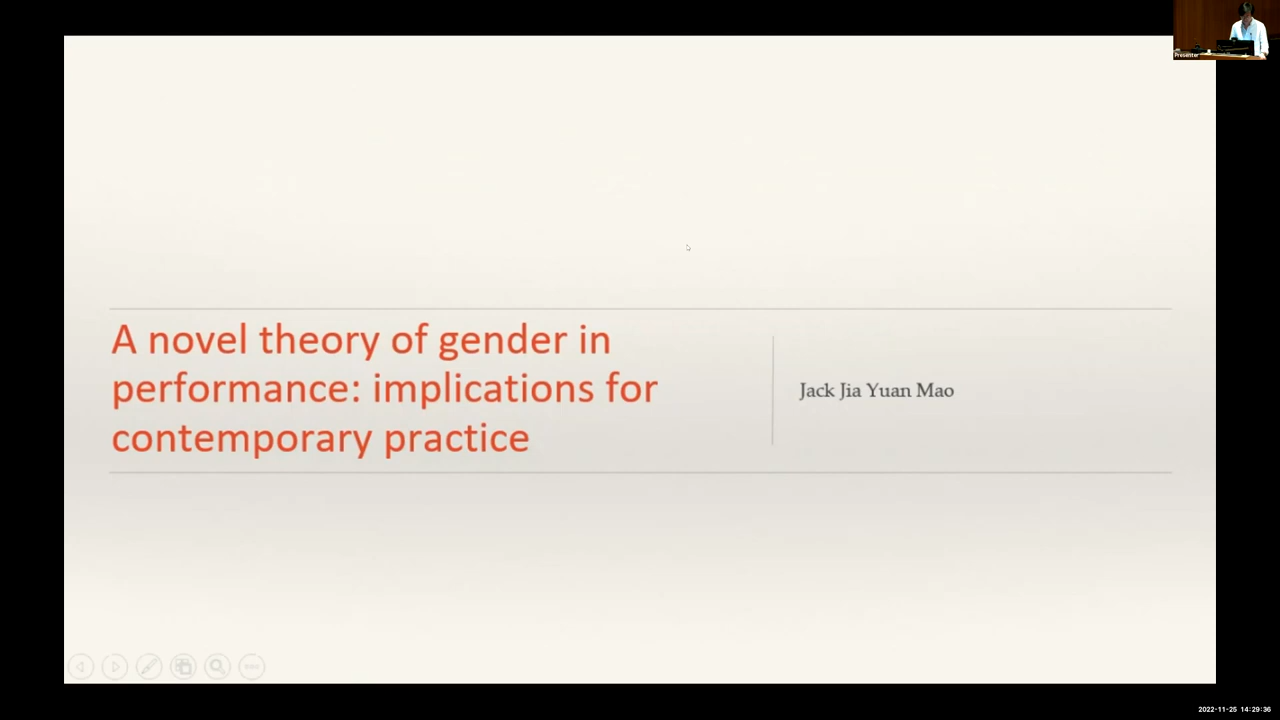 Presenter
A novel theory of gender in
performance: implications for
contemporary practice
Jack Jia Yuan Mao
2022-11-25 14:29:36